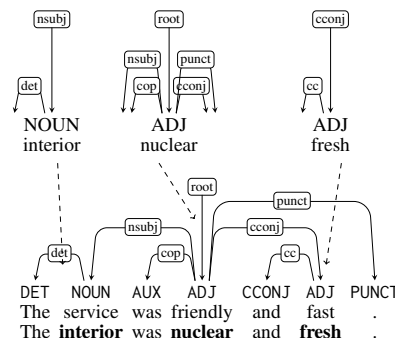 nsubj root cconj
nsubj punct
det cop cconj cc
NOUN ADJ ADJ
interior nuclear fresh
root
punct
nsubj cconj
det cop cc
DET NOUN AUX ADJ CCONJ ADJ PUNCT
The service was friendly and fast .
The interior was nuclear and fresh .